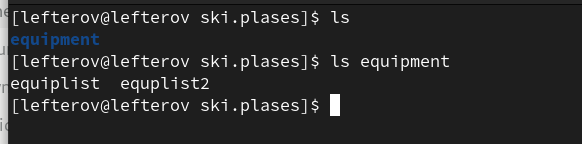 [lefterov@lefterov ski.plases]$ ls
equipment
[lefterov@lefterov ski.plases]$ ls equipment
equiplist  equplist2
[lefterov@lefterov ski.plases]$